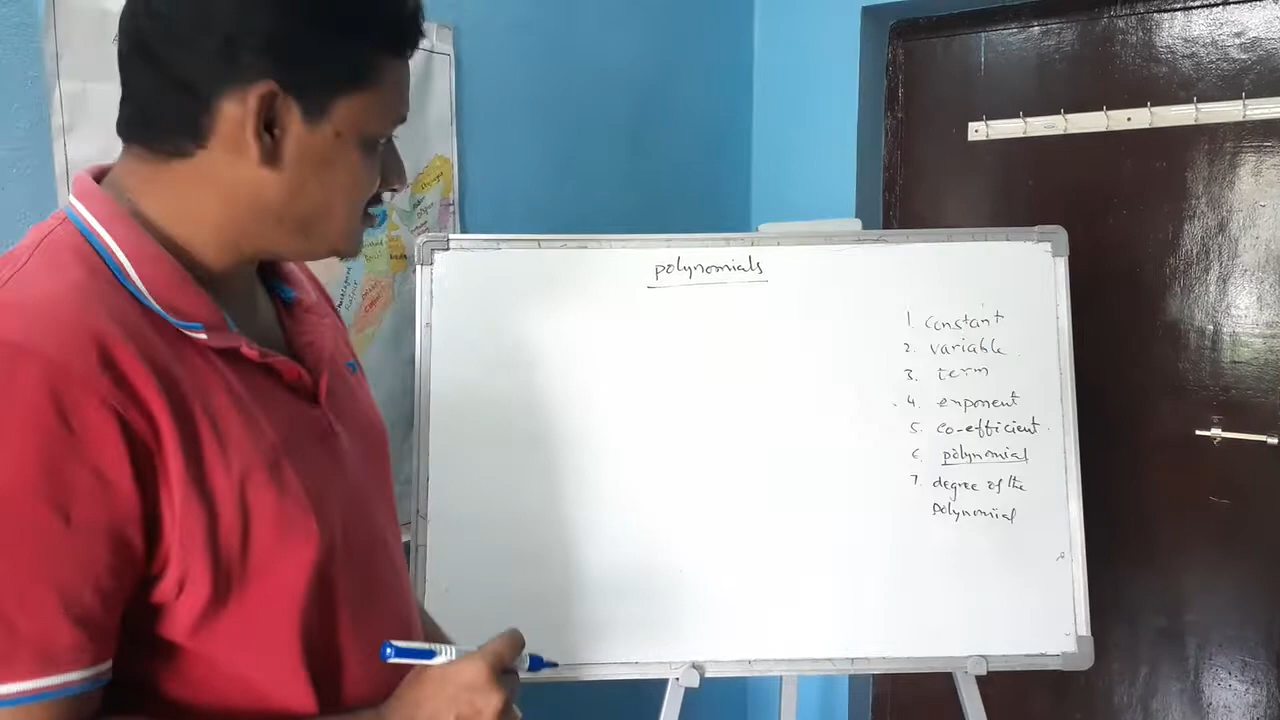 polynomials
1. constant
2. variable
3. term
4. exponent
5. co-efficient
6. polynomial
7. degree of the
polynomial